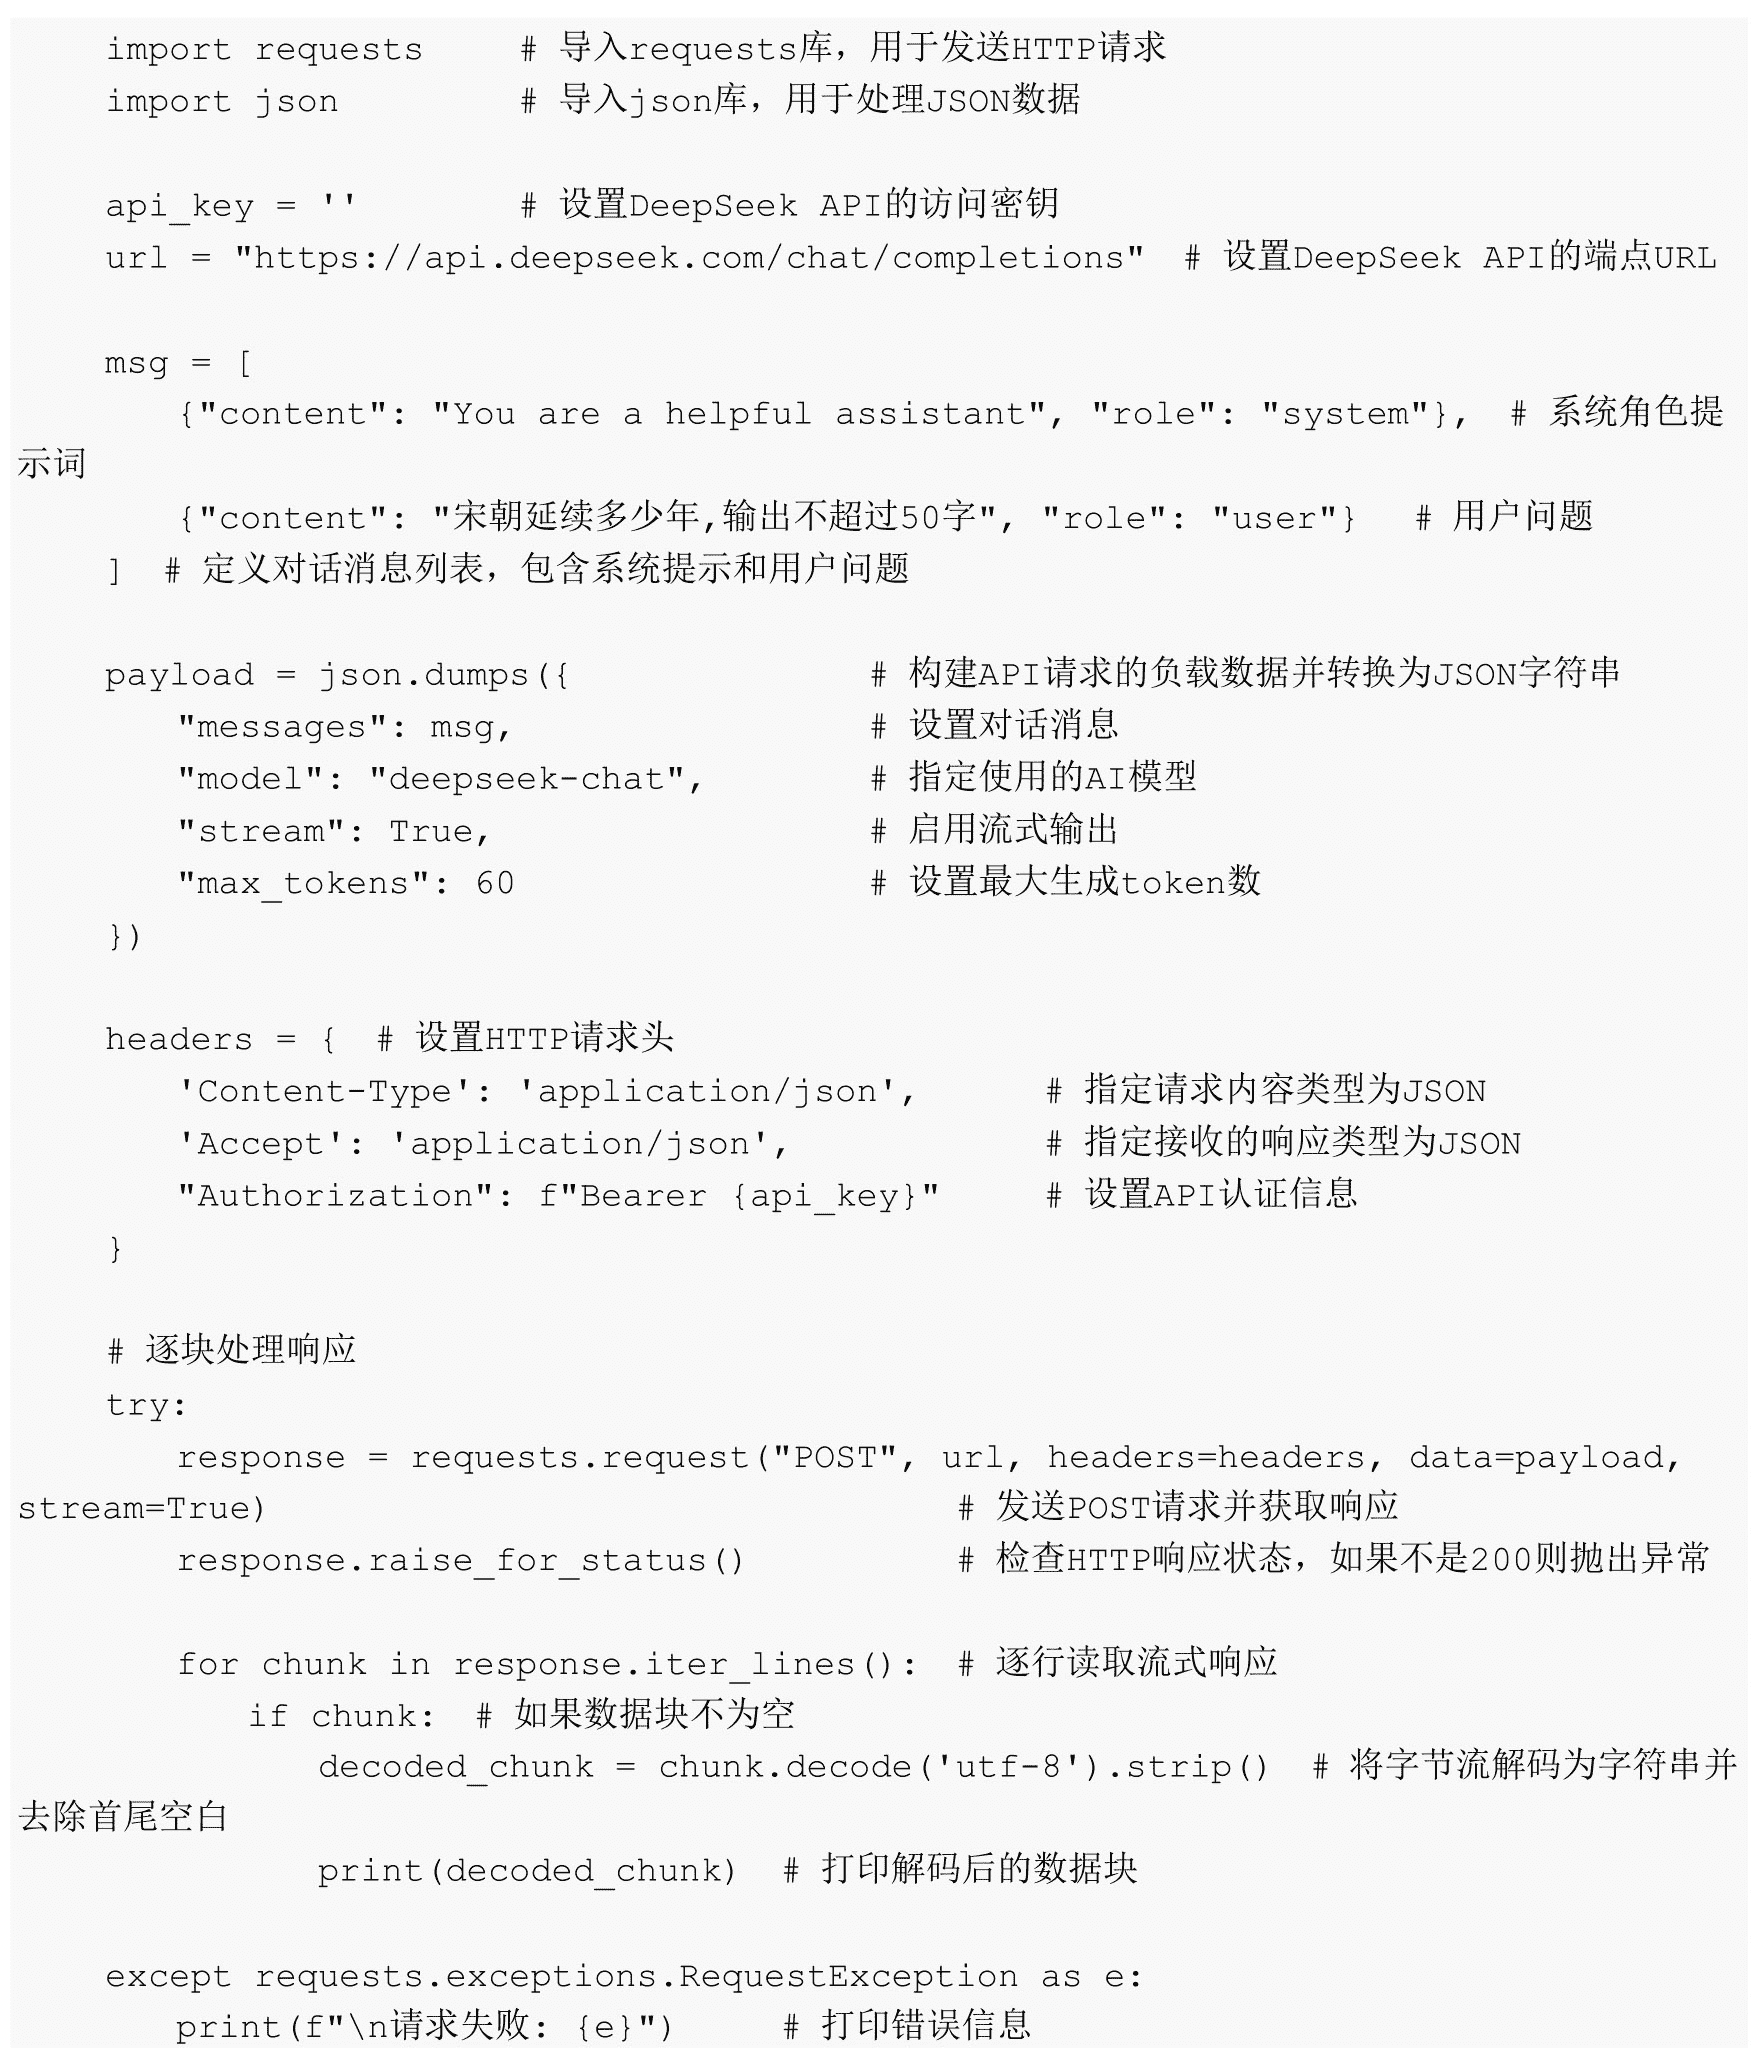 import requests    # 导入requests库，用于发送HTTP请求
import json        # 导入json库，用于处理JSON数据
api_key = ''       # 设置DeepSeek API的访问密钥
url = "https://api.deepseek.com/chat/completions"  # 设置DeepSeek API的端点URL
msg = [
{"content": "You are a helpful assistant", "role": "system"},  # 系统角色提
示词
{"content": "宋朝延续多少年,输出不超过50字", "role": "user"}   # 用户问题
]  # 定义对话消息列表，包含系统提示和用户问题
payload = json.dumps({              # 构建API请求的负载数据并转换为JSON字符串
"messages": msg,                # 设置对话消息
"model": "deepseek-chat",       # 指定使用的AI模型
"stream": True,                 # 启用流式输出
"max_tokens": 60                # 设置最大生成token数
})
headers = {  # 设置HTTP请求头
'Content-Type': 'application/json',      # 指定请求内容类型为JSON
'Accept': 'application/json',            # 指定接收的响应类型为JSON
"Authorization": f"Bearer {api_key}"     # 设置API认证信息
}
# 逐块处理响应
try:
response = requests.request("POST", url, headers=headers, data=payload,
stream=True)                                # 发送POST请求并获取响应
response.raise_for_status()          # 检查HTTP响应状态，如果不是200则抛出异常
for chunk in response.iter_lines():  # 逐行读取流式响应
if chunk:  # 如果数据块不为空
decoded_chunk = chunk.decode('utf-8').strip()  # 将字节流解码为字符串并
去除首尾空白
print(decoded_chunk)  # 打印解码后的数据块
except requests.exceptions.RequestException as e:
print(f"\n请求失败: {e}")     # 打印错误信息